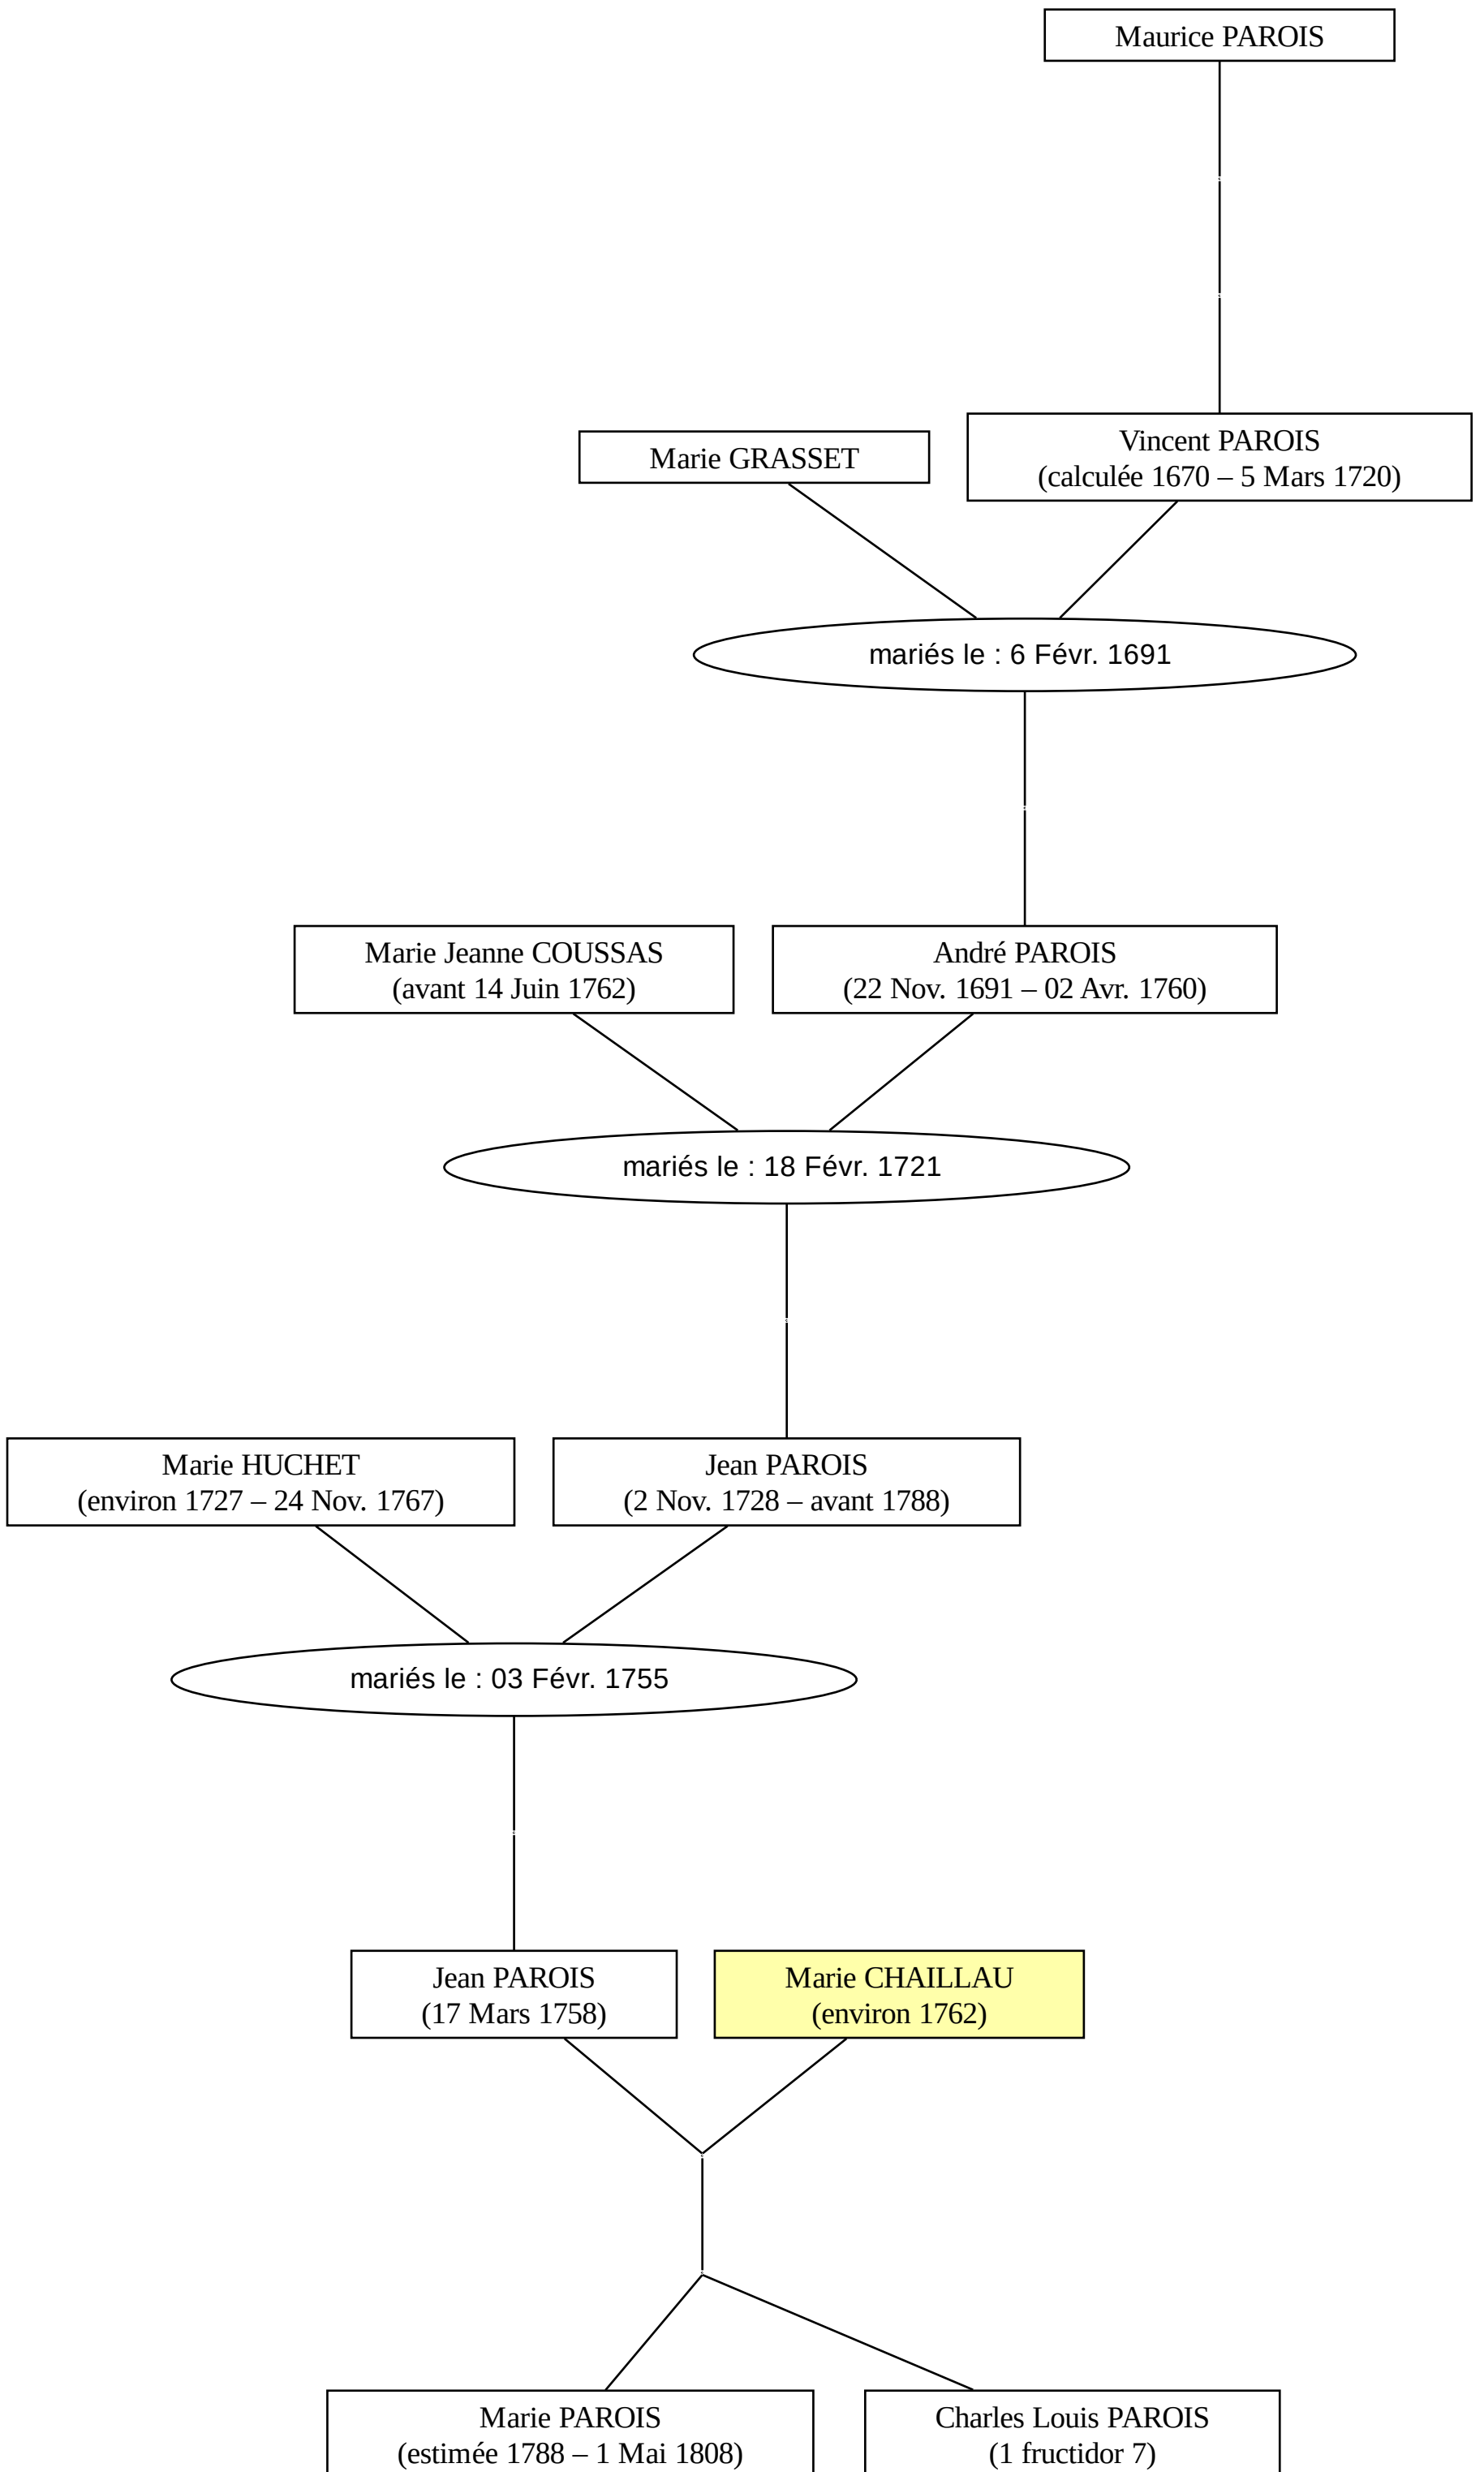 Maurice PAROIS
Marie GRASSET
Vincent PAROIS
(calculée 1670 – 5 Mars 1720)
mariés le : 6 Févr. 1691
Marie Jeanne COUSSAS
(avant 14 Juin 1762)
André PAROIS
(22 Nov. 1691 – 02 Avr. 1760)
mariés le : 18 Févr. 1721
Marie HUCHET
(environ 1727 – 24 Nov. 1767)
Jean PAROIS
(2 Nov. 1728 – avant 1788)
mariés le : 03 Févr. 1755
Jean PAROIS
(17 Mars 1758)
Marie CHAILLAU
(environ 1762)
Marie PAROIS
(estimée 1788 – 1 Mai 1808)
Charles Louis PAROIS
(1 fructidor 7)